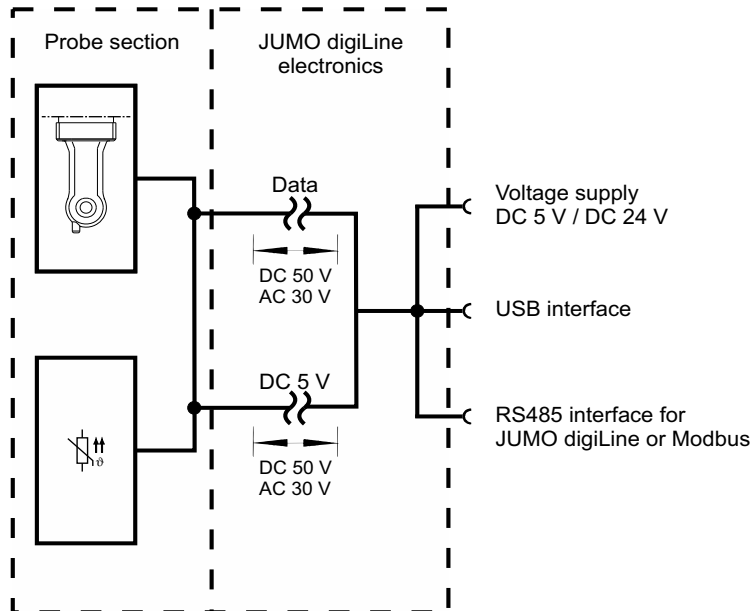 Probe section
JUMO digiLine
electronics
Data
DC 50 V
AC 30 V
DC 5 V
DC 50 V
AC 30 V
ϑ
Voltage supply
DC 5 V / DC 24 V
USB interface
RS485 interface for
JUMO digiLine or Modbus